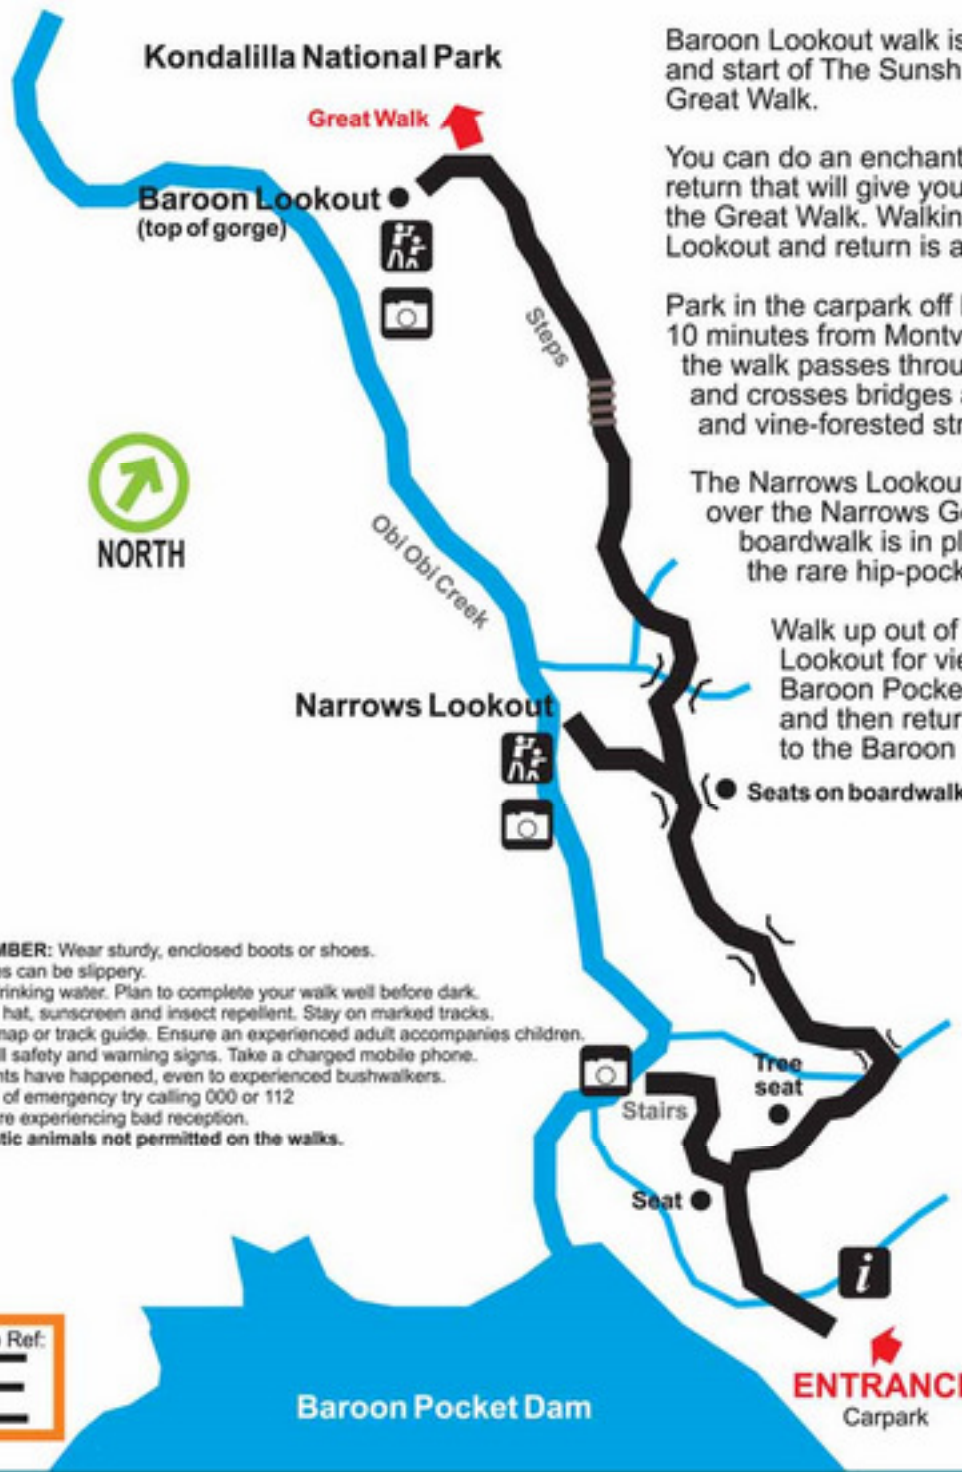 Kondalilla National Park
Great Walk
Baroon Lookout
(top of gorge)
Steps
NORTH
Obi Obi Creek
Narrows Lookout
Seats on boardwalk
Baroon Lookout walk is
and start of The Sunsh
Great Walk.
You can do an enchant
return that will give you
the Great Walk. Walkin
Lookout and return is a
Park in the carpark off
10 minutes from Montv
the walk passes throu
and crosses bridges
and vine-forested str
The Narrows Lookou
over the Narrows G
boardwalk is in pl
the rare hip-pock
Walk up out of
Lookout for vie
Baroon Pocke
and then retur
to the Baroon
MBER: Wear sturdy, enclosed boots or shoes.
es can be slippery.
rinking water. Plan to complete your walk well before dark.
hat, sunscreen and insect repellent. Stay on marked tracks.
map or track guide. Ensure an experienced adult accompanies children.
ll safety and warning signs. Take a charged mobile phone.
nts have happened, even to experienced bushwalkers.
of emergency try calling 000 or 112
re experiencing bad reception.
tic animals not permitted on the walks.
Tree
seat
Stairs
Seat
i
Ref:
E
Baroon Pocket Dam
ENTRANCE
Carpark